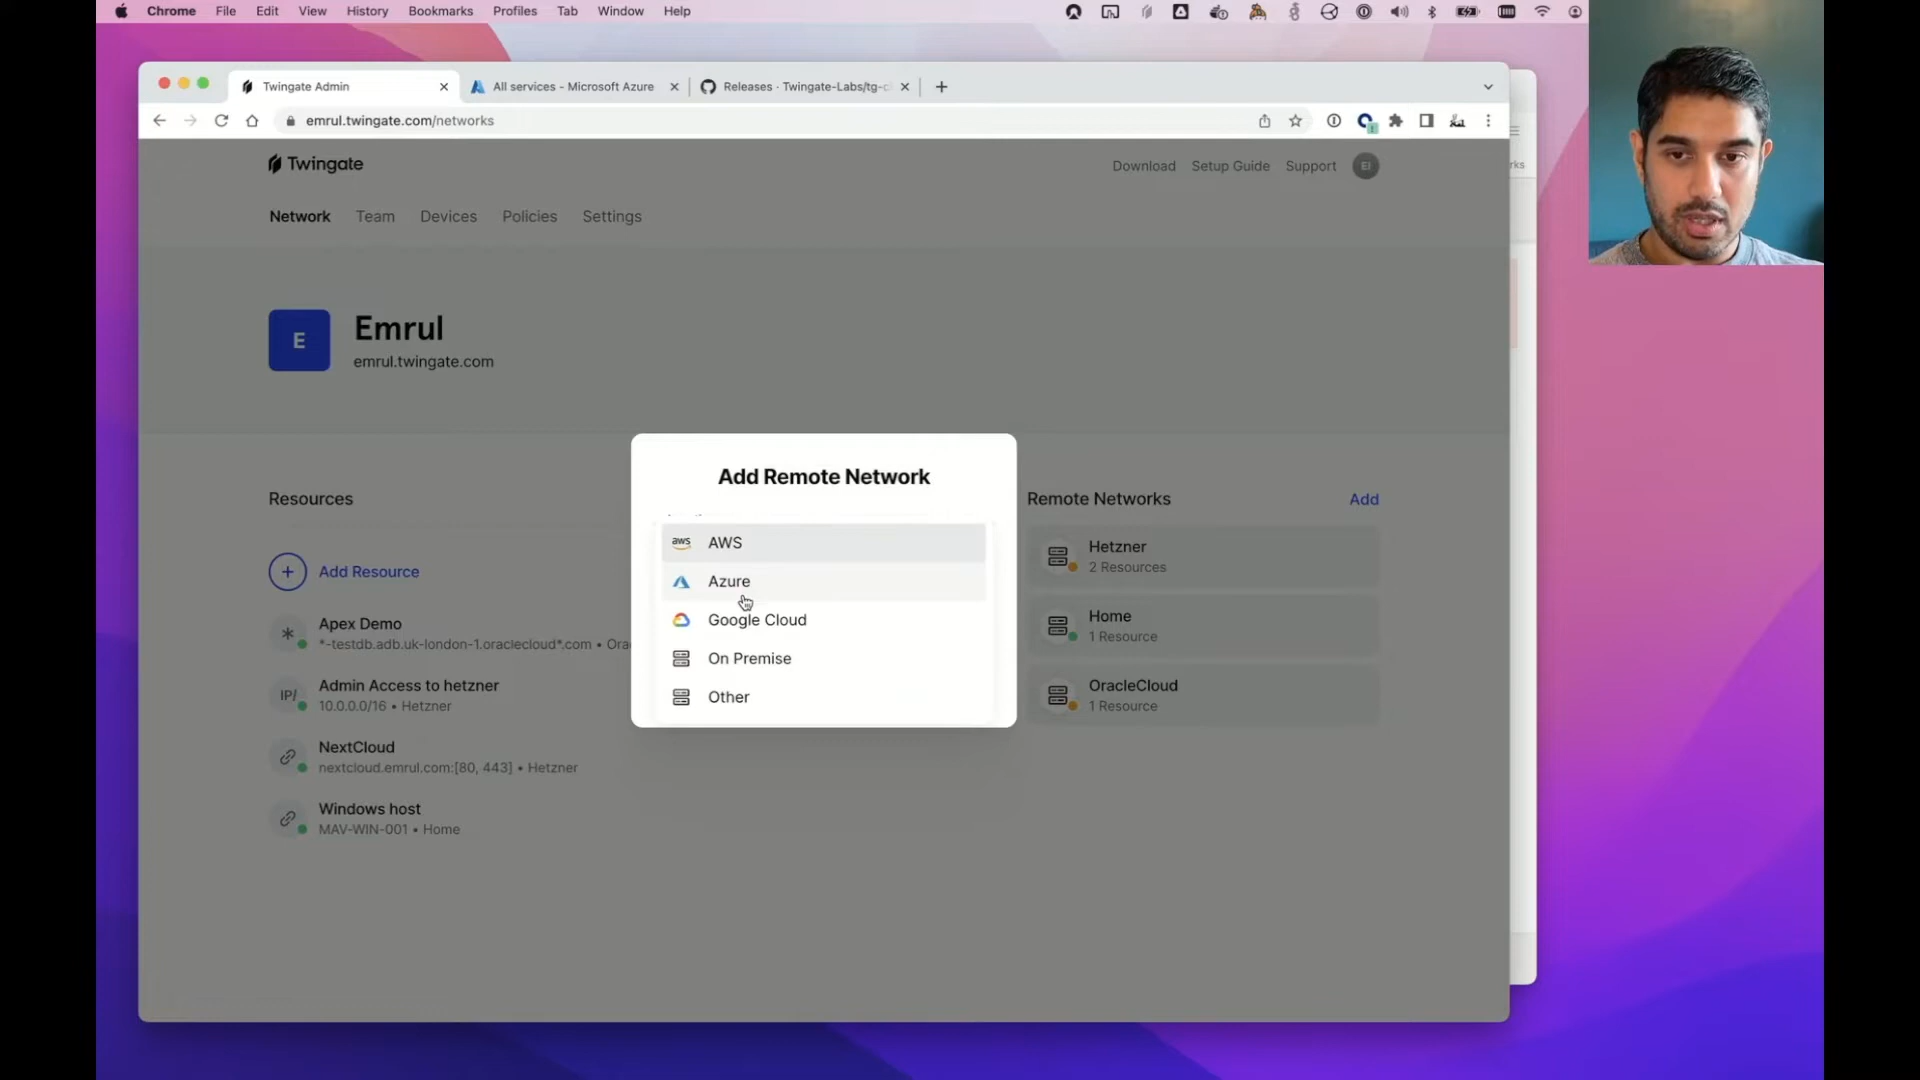 Chrome File Edit View History Bookmarks Profiles Tab Window Help
Twingate Admin
All services - Microsoft Azure
Releases · Twingate-Labs/tg-c
emrul.twingate.com/networks
Twingate
Download Setup Guide Support
Network Team Devices Policies Settings
E
Emrul
emrul.twingate.com
Add Remote Network
aws AWS
Azure
Google Cloud
On Premise
Other
Resources
Add Resource
Apex Demo
*-testdb.adb.uk-london-1.oraclecloud*.com • Ora
IP/
Admin Access to hetzner
10.0.0.0/16 • Hetzner
NextCloud
nextcloud.emrul.com:[80, 443] • Hetzner
Windows host
MAV-WIN-001 • Home
Remote Networks
Add
Hetzner
2 Resources
Home
1 Resource
OracleCloud
1 Resource